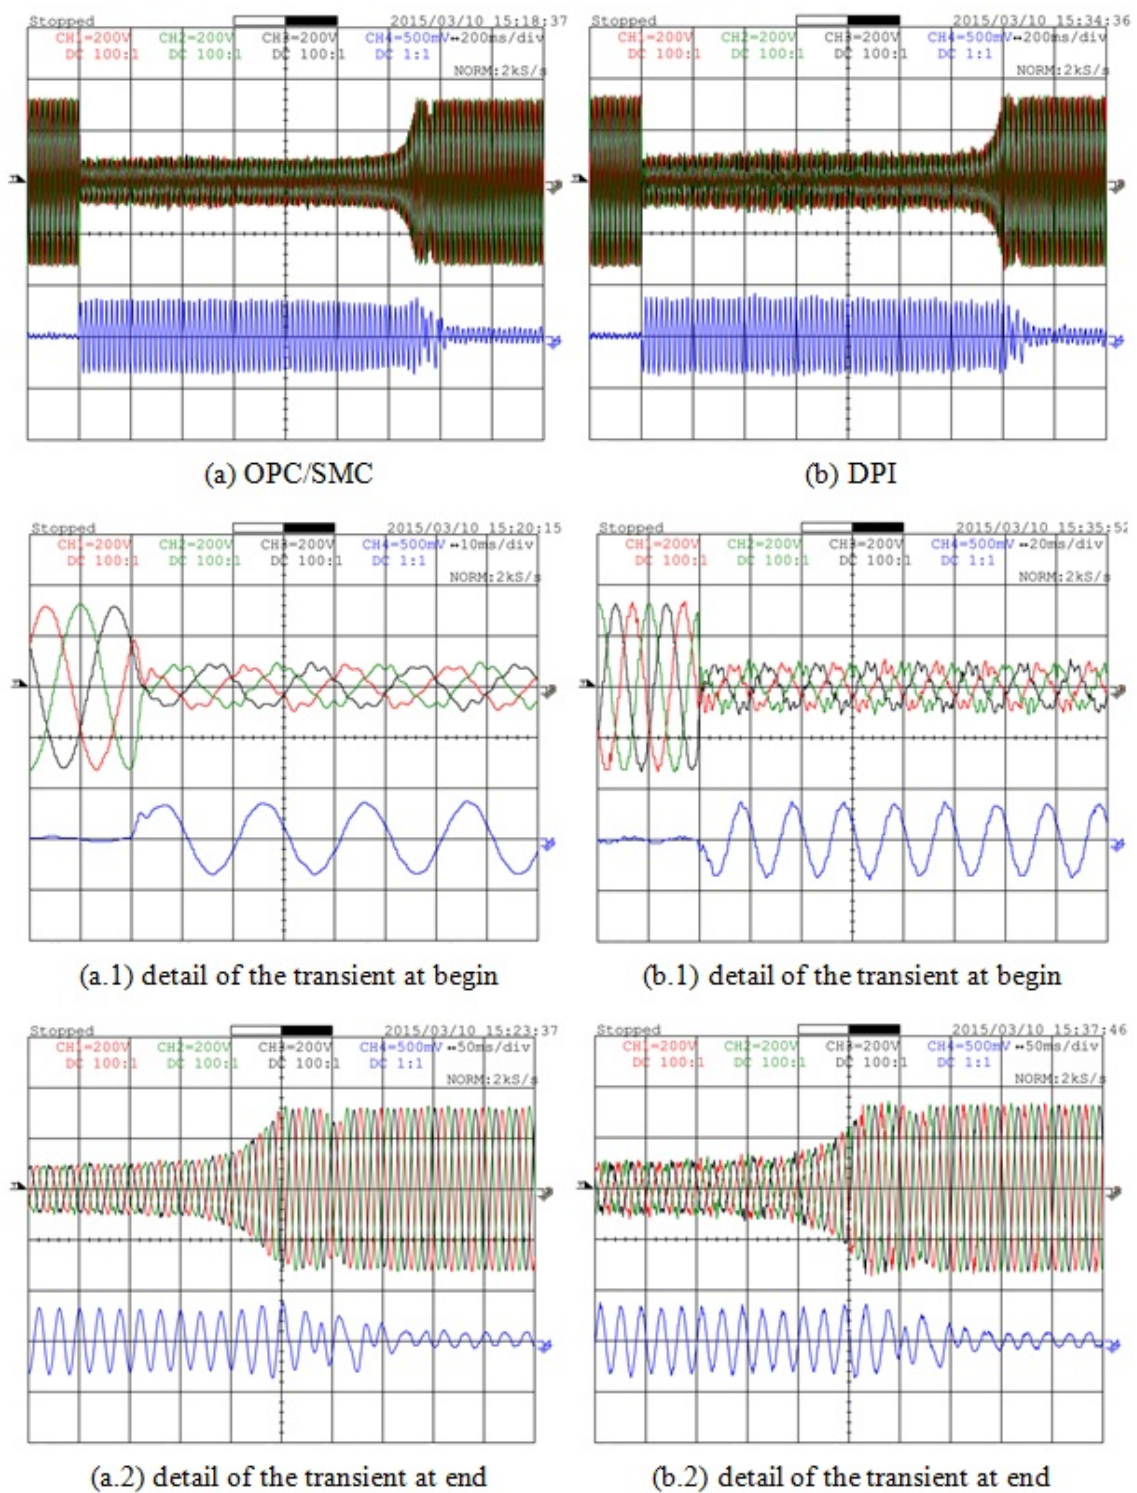 Stopped 2015/03/10 15:18:37
CH1=200V CH2=200V CH3=200V CH4=500mV ↔200ms/div
DC 100:1 DC 100:1 DC 100:1 DC 1:1
NORM:2kS/s
Stopped 2015/03/10 15:34:36
CH1=200V CH2=200V CH3=200V CH4=500mV ↔200ms/div
DC 100:1 DC 100:1 DC 100:1 DC 1:1
NORM:2kS/s
(a) OPC/SMC
(b) DPI
Stopped 2015/03/10 15:20:15
CH1=200V CH2=200V CH3=200V CH4=500mV ↔10ms/div
DC 100:1 DC 100:1 DC 100:1 DC 1:1
NORM:2kS/s
Stopped 2015/03/10 15:35:52
CH1=200V CH2=200V CH3=200V CH4=500mV ↔20ms/div
DC 100:1 DC 100:1 DC 100:1 DC 1:1
NORM:2kS/s
(a.1) detail of the transient at begin
(b.1) detail of the transient at begin
Stopped 2015/03/10 15:23:37
CH1=200V CH2=200V CH3=200V CH4=500mV ↔50ms/div
DC 100:1 DC 100:1 DC 100:1 DC 1:1
NORM:2kS/s
Stopped 2015/03/10 15:37:46
CH1=200V CH2=200V CH3=200V CH4=500mV ↔50ms/div
DC 100:1 DC 100:1 DC 100:1 DC 1:1
NORM:2kS/s
(a.2) detail of the transient at end
(b.2) detail of the transient at end